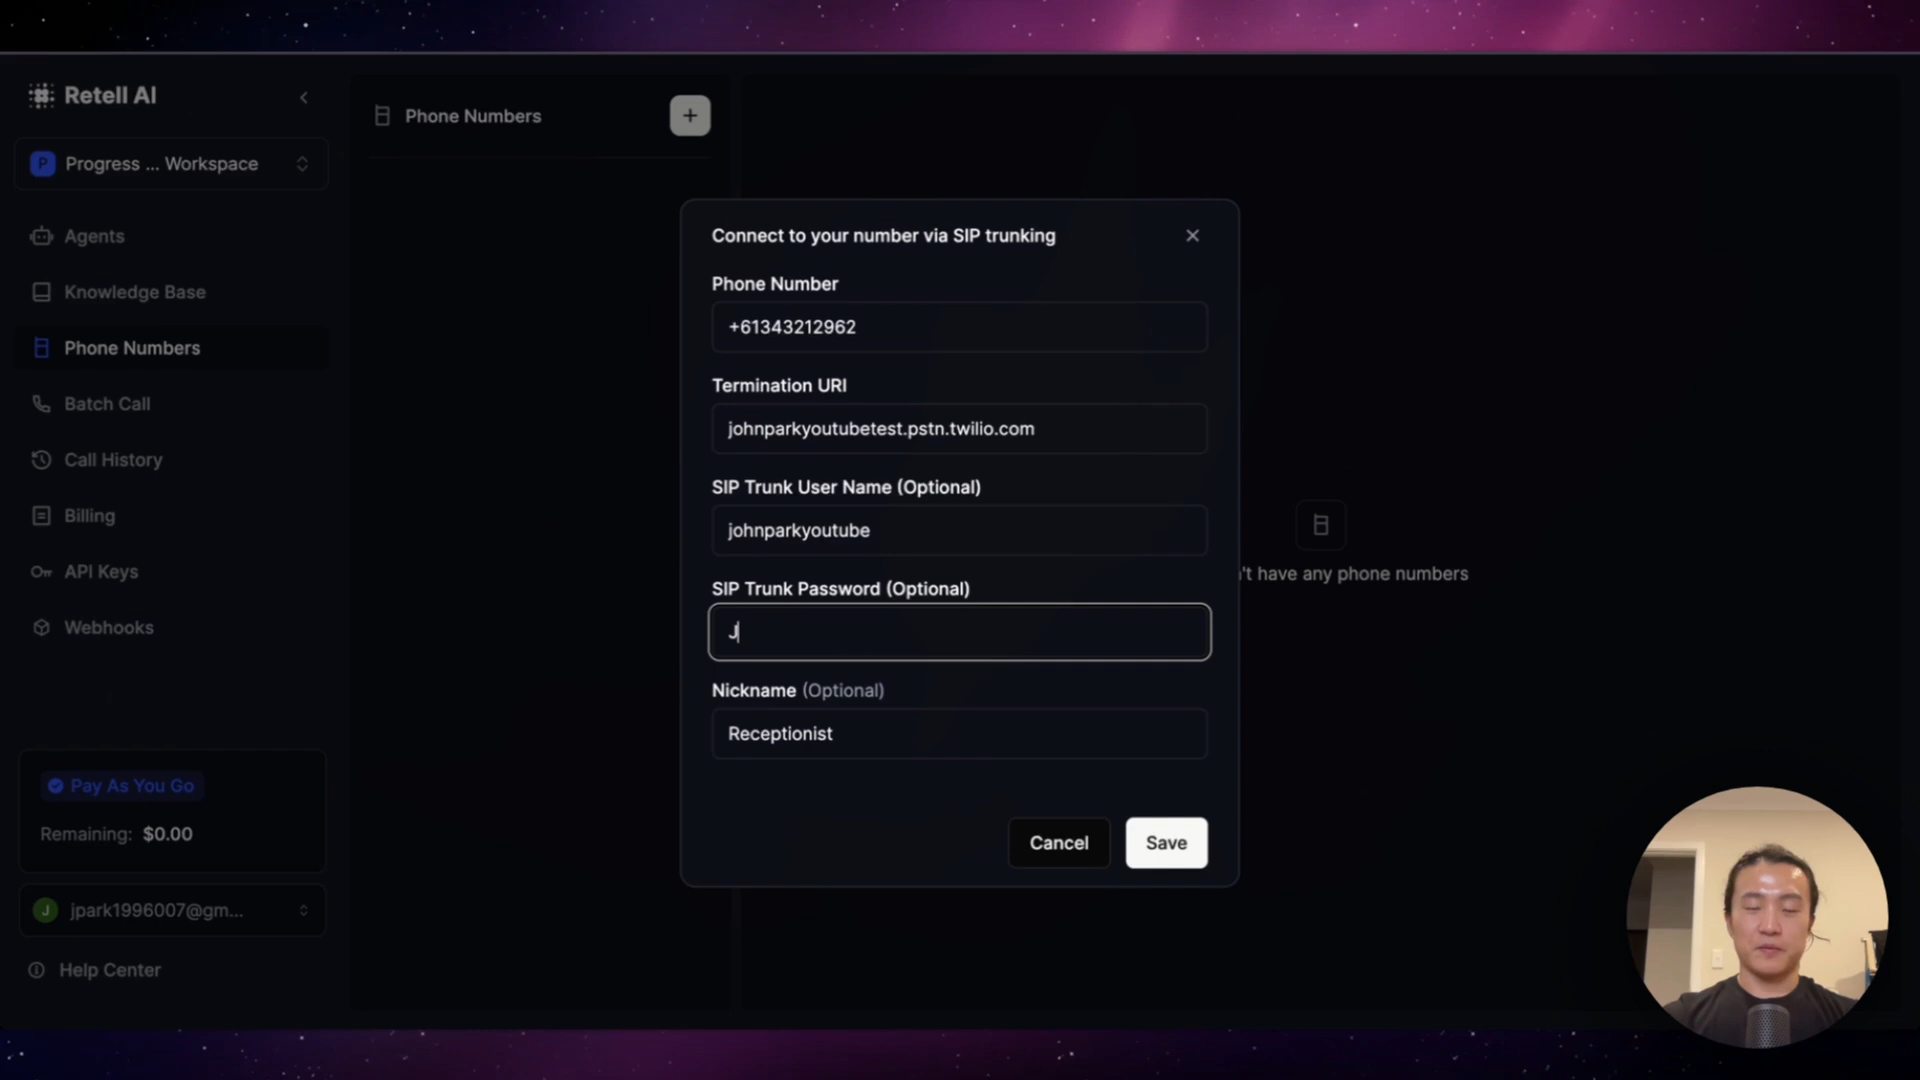 Retell AI
P Progress ... Workspace
Agents
Knowledge Base
Phone Numbers
Batch Call
Call History
Billing
API Keys
Webhooks
Pay As You Go
Remaining: $0.00
J jpark1996007@gm...
Help Center
Phone Numbers
+
Connect to your number via SIP trunking
Phone Number
+61343212962
Termination URI
johnparkyoutubetest.pstn.twilio.com
SIP Trunk User Name (Optional)
johnparkyoutube
SIP Trunk Password (Optional)
J
Nickname (Optional)
Receptionist
Cancel
Save
't have any phone numbers